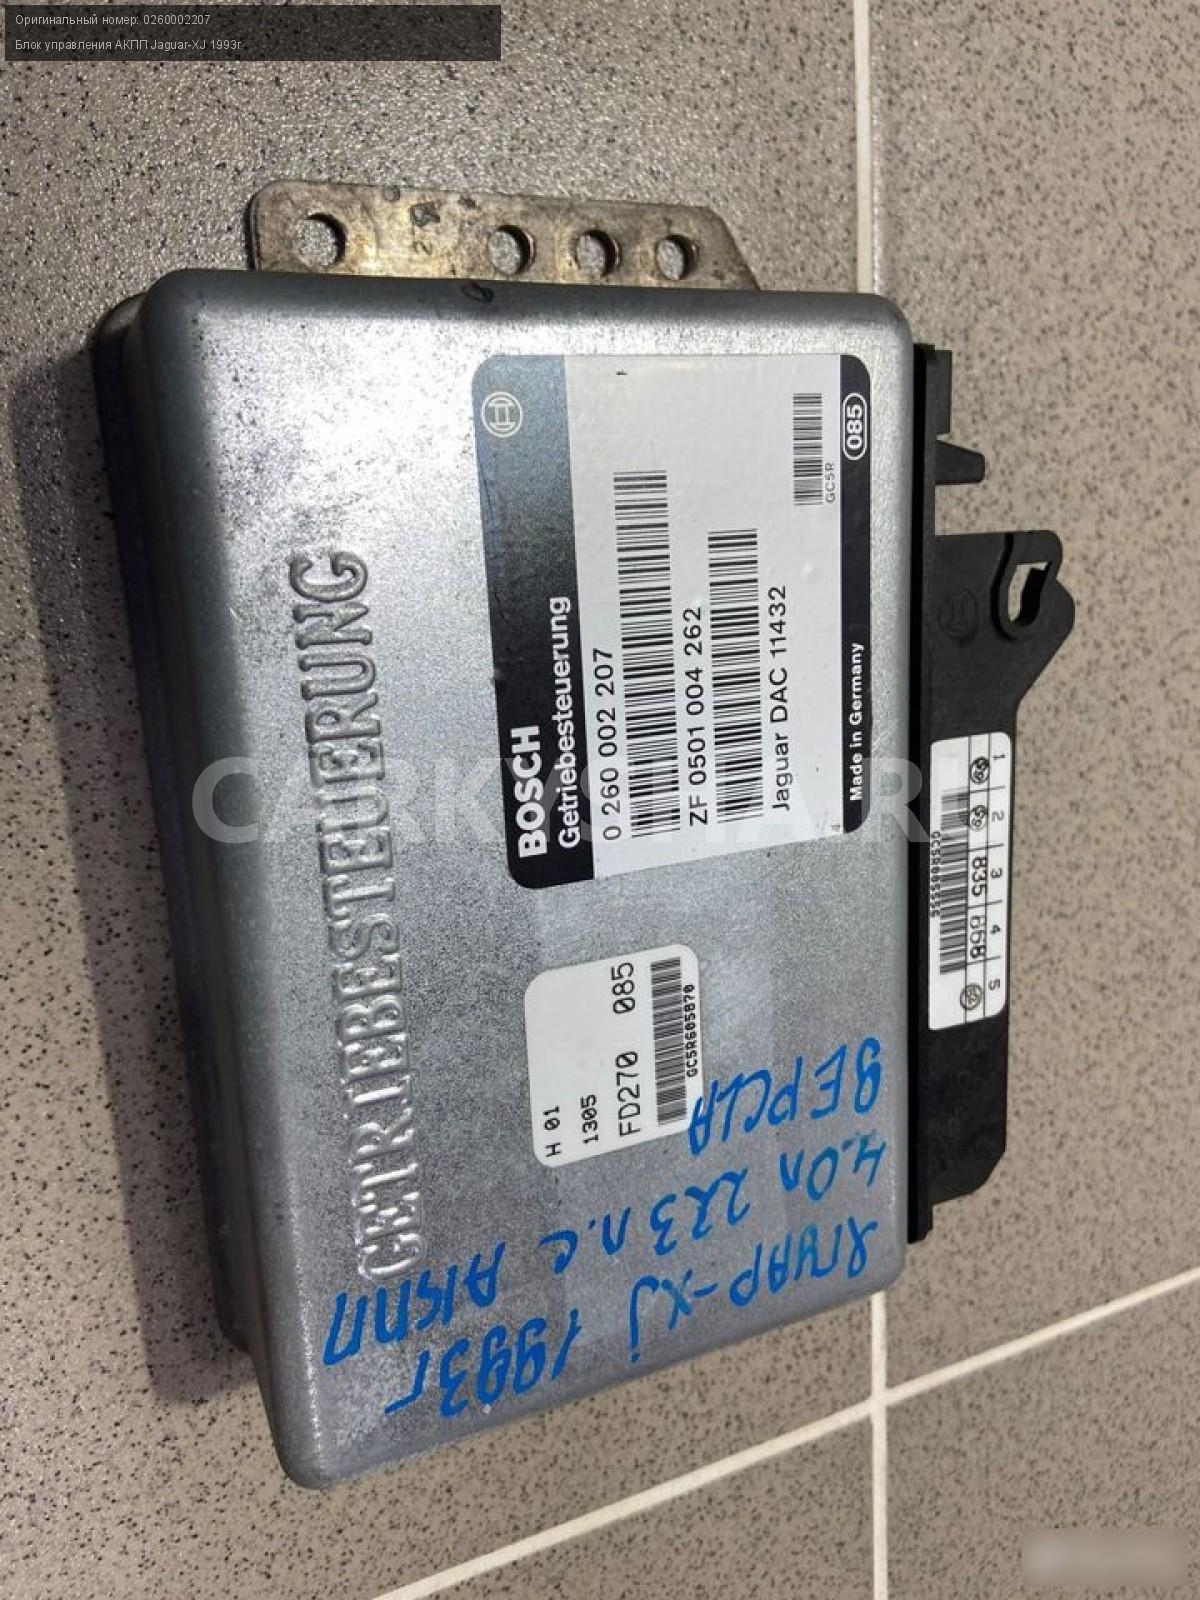 Оригинальный номер: 0260002207
Блок управления АКПП Jaguar-XJ 1993г
GETRIEBESTEUERUNG
BOSCH
Getriebesteuerung
0 260 002 207
ZF 0501 004 262
Jaguar DAC 11432
GC5R
085
Made in Germany
H 01
1305
FD270 085
GC5R605870
1 2 3 4 5
835 668
ЯГУАР-XJ 1993Г
4.0л 223 л.с АКПП
ВЕРСИЯ